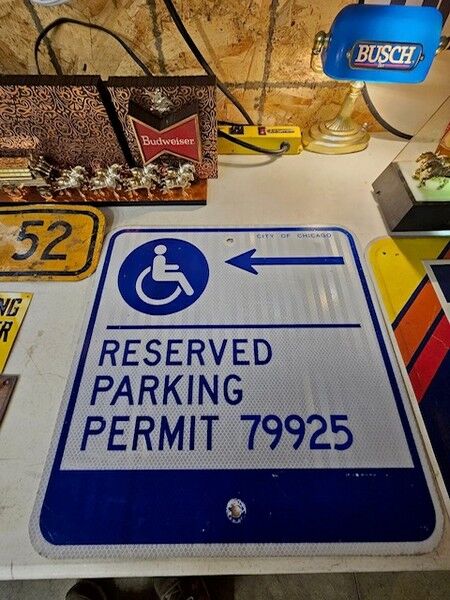 BUSCH
Budweiser
52
CITY OF CHICAGO
RESERVED
PARKING
PERMIT 79925